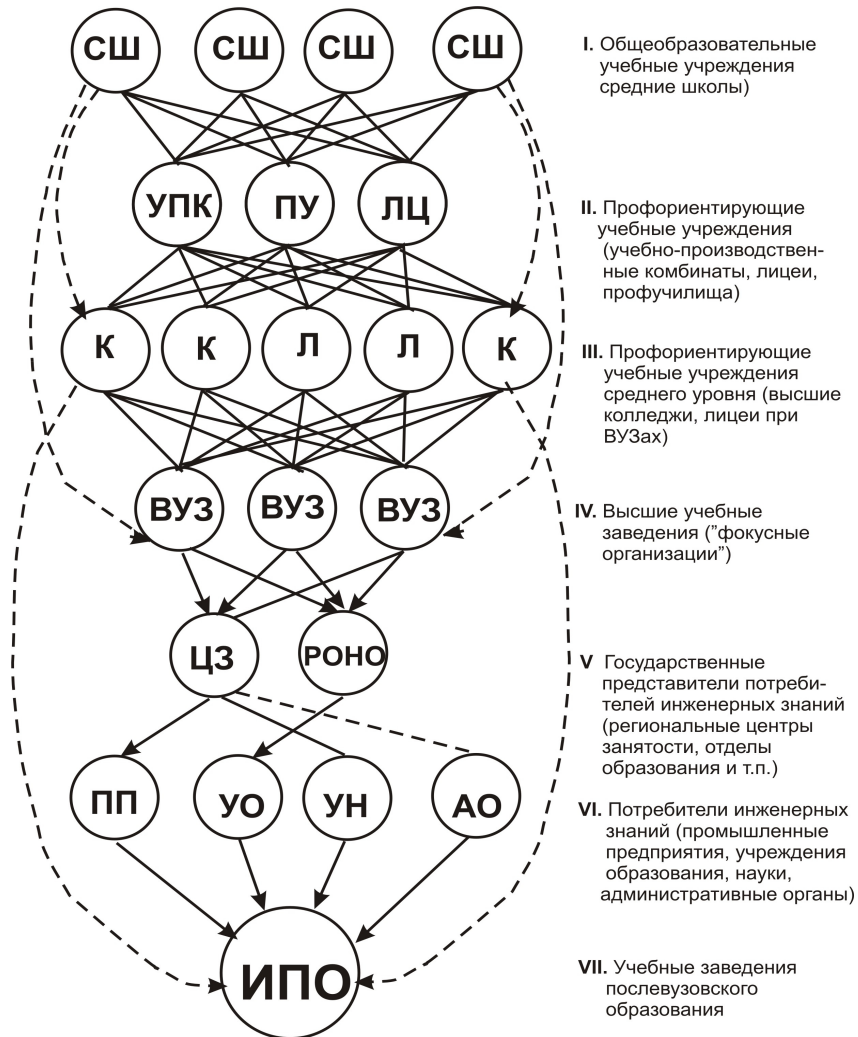 СШ СШ СШ СШ
I. Общеобразовательные
учебные учреждения
средние школы)
УПК ПУ ЛЦ
II. Профориентирующие
учебные учреждения
(учебно-производствен-
ные комбинаты, лицеи,
профучилища)
К К Л Л К
III. Профориентирующие
учебные учреждения
среднего уровня (высшие
колледжи, лицеи при
ВУЗах)
ВУЗ ВУЗ ВУЗ
IV. Высшие учебные
заведения ("фокусные
организации")
ЦЗ РОНО
V Государственные
представители потреби-
телей инженерных знаний
(региональные центры
занятости, отделы
образования и т.п.)
ПП УО УН АО
VI. Потребители инженерных
знаний (промышленные
предприятия, учреждения
образования, науки,
административные органы)
ИПО
VII. Учебные заведения
послевузовского
образования